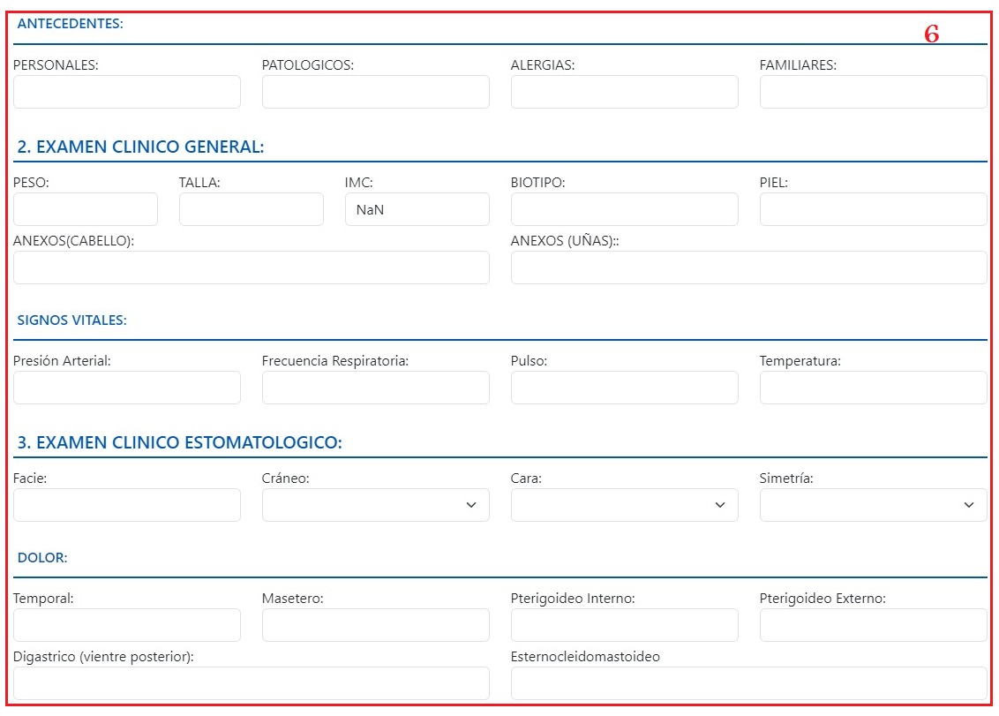 ANTECEDENTES:
6
PERSONALES: PATOLOGICOS: ALERGIAS: FAMILIARES:
2. EXAMEN CLINICO GENERAL:
PESO: TALLA: IMC: BIOTIPO: PIEL:
NaN
ANEXOS(CABELLO): ANEXOS (UÑAS)::
SIGNOS VITALES:
Presión Arterial: Frecuencia Respiratoria: Pulso: Temperatura:
3. EXAMEN CLINICO ESTOMATOLOGICO:
Facie: Cráneo: Cara: Simetría:
DOLOR:
Temporal: Masetero: Pterigoideo Interno: Pterigoideo Externo:
Digastrico (vientre posterior): Esternocleidomastoideo